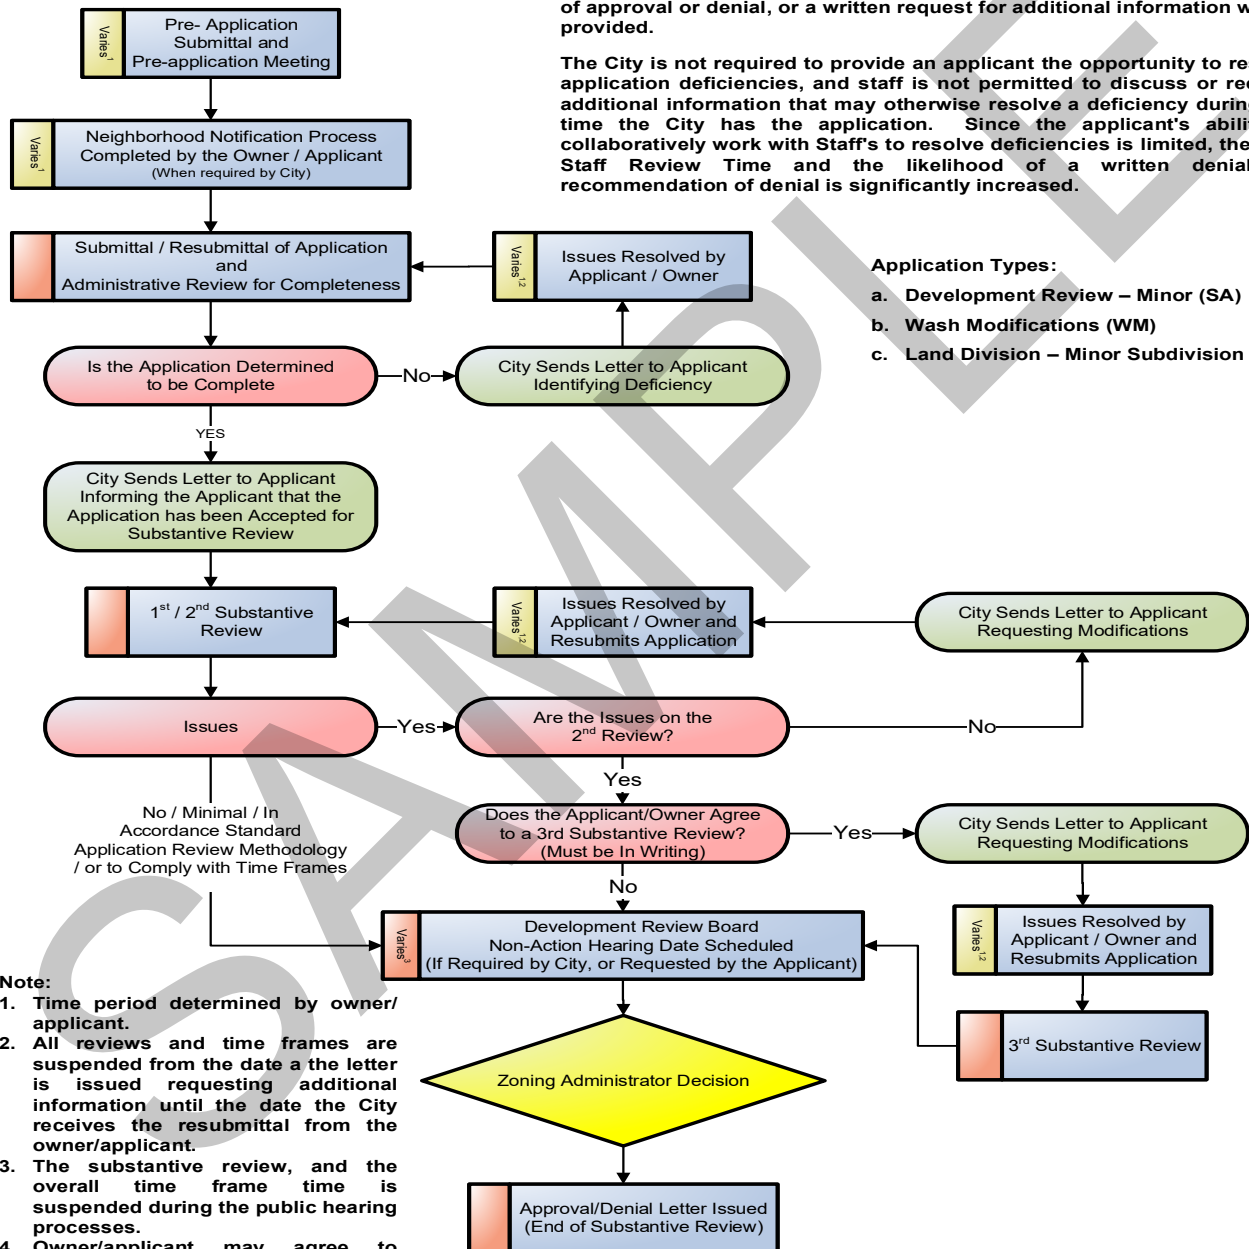 of approval or denial, or a written request for additional information w
provided.
The City is not required to provide an applicant the opportunity to re
application deficiencies, and staff is not permitted to discuss or re
additional information that may otherwise resolve a deficiency during
time the City has the application. Since the applicant's abili
collaboratively work with Staff's to resolve deficiencies is limited, the
Staff Review Time and the likelihood of a written denial
recommendation of denial is significantly increased.
Application Types:
a. Development Review – Minor (SA)
b. Wash Modifications (WM)
c. Land Division – Minor Subdivision
Varies1
Pre- Application
Submittal and
Pre-application Meeting
Varies1
Neighborhood Notification Process
Completed by the Owner / Applicant
(When required by City)
Submittal / Resubmittal of Application
and
Administrative Review for Completeness
Varies1,2
Issues Resolved by
Applicant / Owner
Is the Application Determined
to be Complete
No
City Sends Letter to Applicant
Identifying Deficiency
YES
City Sends Letter to Applicant
Informing the Applicant that the
Application has been Accepted for
Substantive Review
1st / 2nd Substantive
Review
Varies1,2
Issues Resolved by
Applicant / Owner and
Resubmits Application
City Sends Letter to Applicant
Requesting Modifications
Issues
Yes
Are the Issues on the
2nd Review?
No
Yes
No / Minimal / In
Accordance Standard
Application Review Methodology
/ or to Comply with Time Frames
Does the Applicant/Owner Agree
to a 3rd Substantive Review?
(Must be In Writing)
Yes
City Sends Letter to Applicant
Requesting Modifications
No
Varies3
Development Review Board
Non-Action Hearing Date Scheduled
(If Required by City, or Requested by the Applicant)
Varies1,2
Issues Resolved by
Applicant / Owner and
Resubmits Application
3rd Substantive Review
Zoning Administrator Decision
Approval/Denial Letter Issued
(End of Substantive Review)
Note:
1. Time period determined by owner/
applicant.
2. All reviews and time frames are
suspended from the date a the letter
is issued requesting additional
information until the date the City
receives the resubmittal from the
owner/applicant.
3. The substantive review, and the
overall time frame time is
suspended during the public hearing
processes.
4. Owner/applicant may agree to
SAMPLE